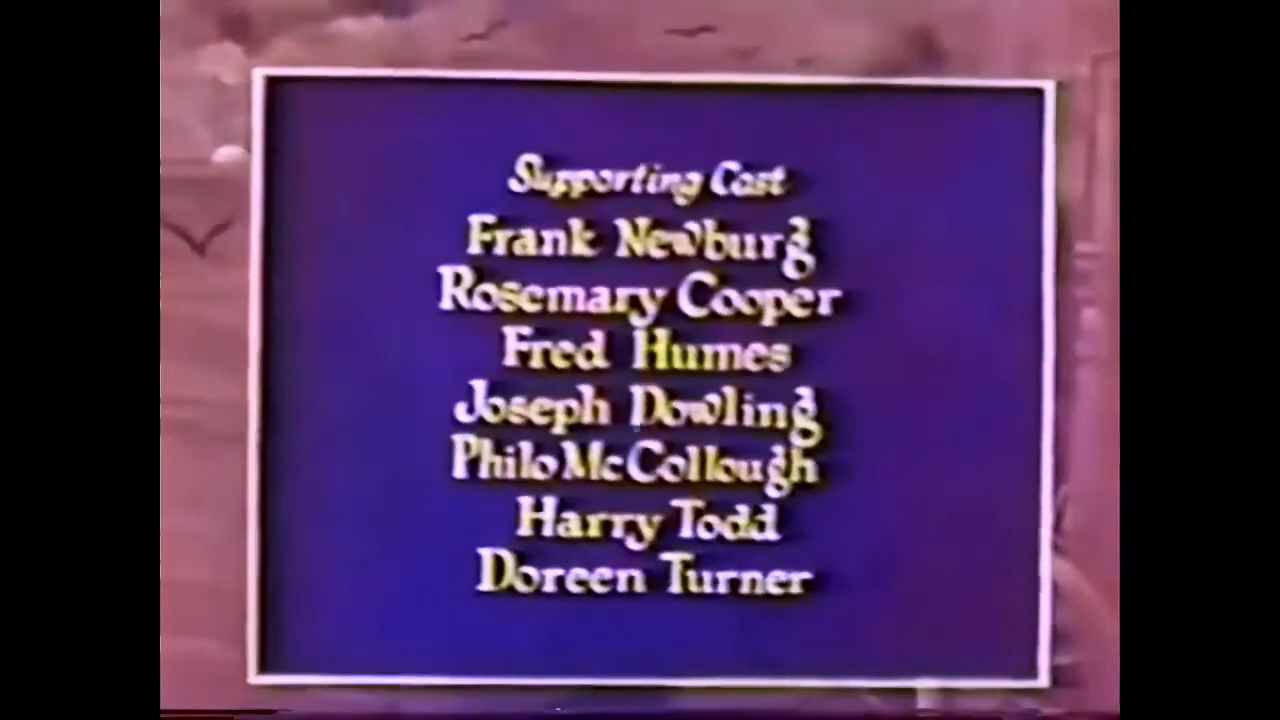 Supporting Cast
Frank Newburg
Rosemary Cooper
Fred Humes
Joseph Dowling
Philo McCollough
Harry Todd
Doreen Turner